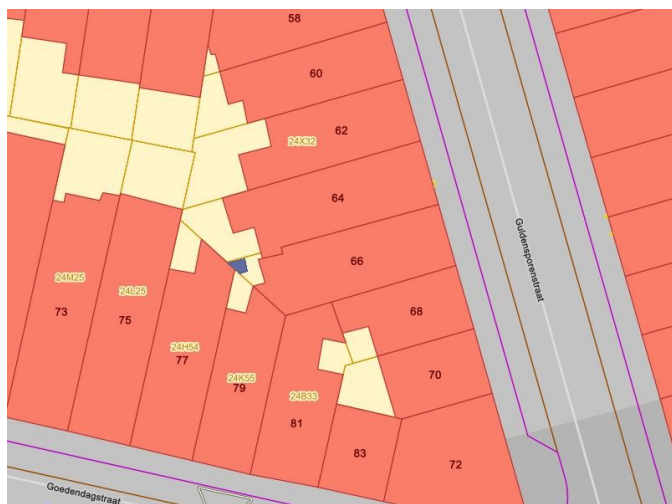 58
60
62
24X32
64
66
68
70
72
24M25
73
24L25
75
24H54
77
24K55
79
24B33
81
83
Guldensporenstraat
Goedendagstraat